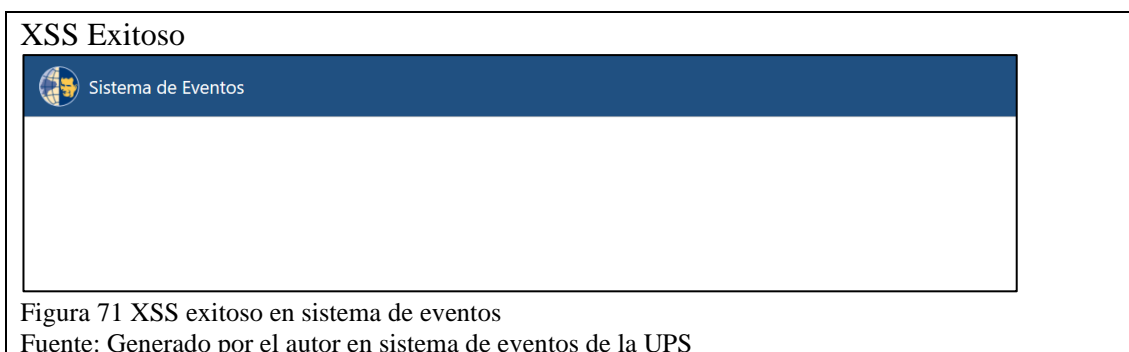 XSS Exitoso
Sistema de Eventos
Figura 71 XSS exitoso en sistema de eventos
Fuente: Generado por el autor en sistema de eventos de la UPS